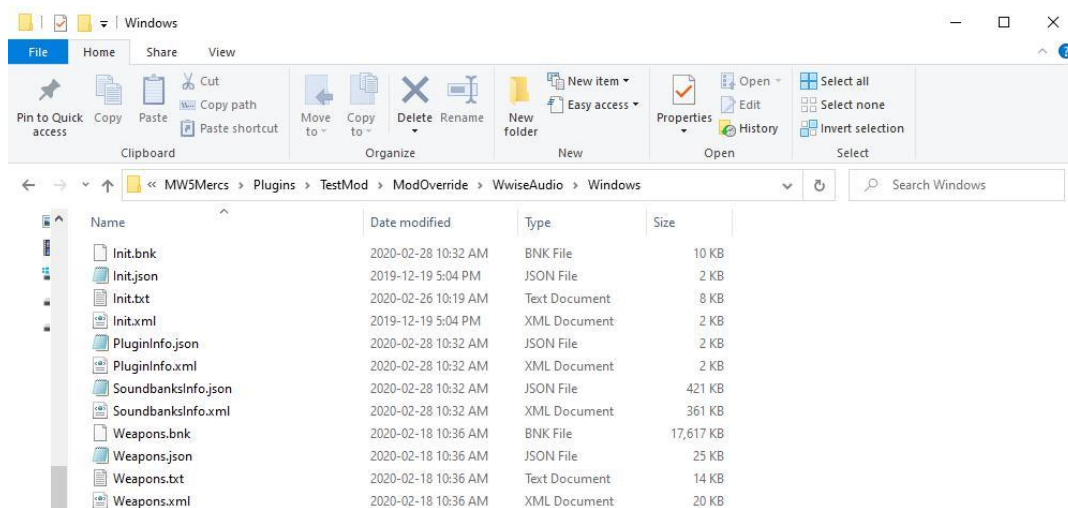 Windows
File Home Share View
Pin to Quick access
Copy
Paste
Cut
Copy path
Paste shortcut
Clipboard
Move to
Copy to
Delete
Rename
Organize
New folder
New item
Easy access
New
Properties
Open
Edit
History
Open
Select all
Select none
Invert selection
Select
« MW5Mercs > Plugins > TestMod > ModOverride > WwiseAudio > Windows
Search Windows
Name Date modified Type Size
Init.bnk 2020-02-28 10:32 AM BNK File 10 KB
Init.json 2019-12-19 5:04 PM JSON File 2 KB
Init.txt 2020-02-26 10:19 AM Text Document 8 KB
Init.xml 2019-12-19 5:04 PM XML Document 2 KB
PluginInfo.json 2020-02-28 10:32 AM JSON File 2 KB
PluginInfo.xml 2020-02-28 10:32 AM XML Document 2 KB
SoundbanksInfo.json 2020-02-28 10:32 AM JSON File 421 KB
SoundbanksInfo.xml 2020-02-28 10:32 AM XML Document 361 KB
Weapons.bnk 2020-02-18 10:36 AM BNK File 17,617 KB
Weapons.json 2020-02-18 10:36 AM JSON File 25 KB
Weapons.txt 2020-02-18 10:36 AM Text Document 14 KB
Weapons.xml 2020-02-18 10:36 AM XML Document 20 KB